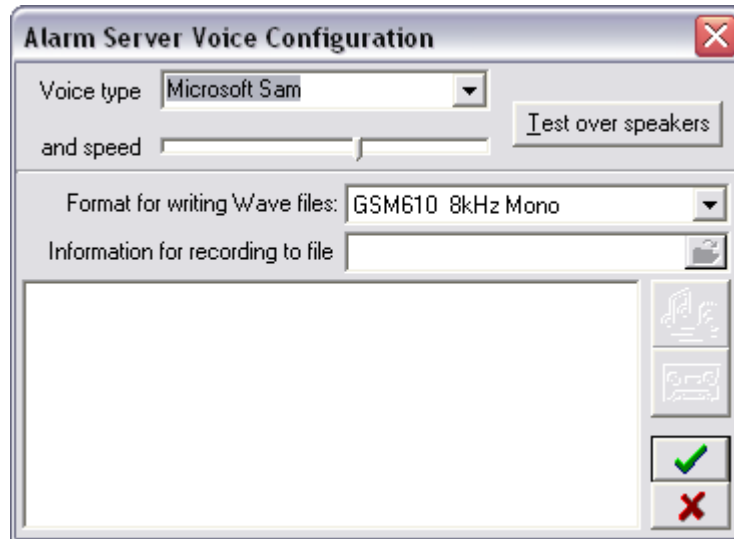 Alarm Server Voice Configuration
Voice type Microsoft Sam
Test over speakers
and speed
Format for writing Wave files: GSM610 8kHz Mono
Information for recording to file